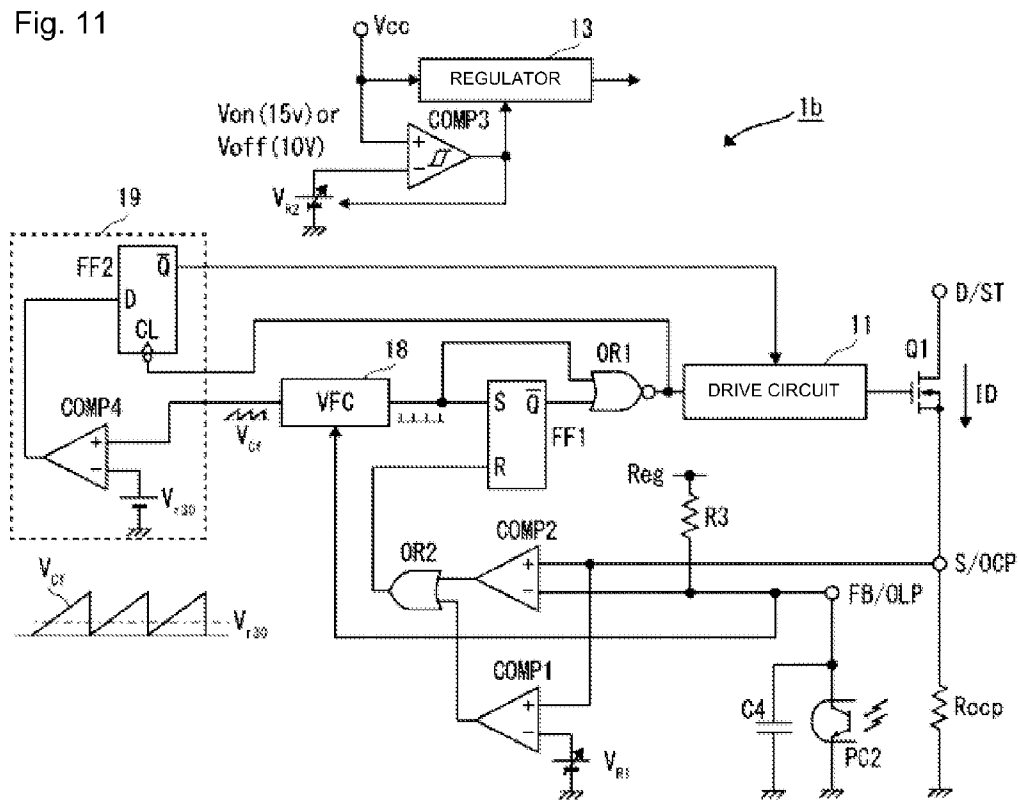 Fig. 11
Vcc
13
REGULATOR
1b
COMP3
Von(15v) or
Voff(10V)
+
−
VR2
19
FF2
Q̅
D
CL
D/ST
11
OR1
Q1
18
DRIVE CIRCUIT
ID
VFC
S Q̅
FF1
R
COMP4
+
−
VCf
Vr30
Reg
R3
COMP2
OR2
+
−
S/OCP
FB/OLP
VCf
Vr30
COMP1
+
−
VR1
C4
PC2
Rocp